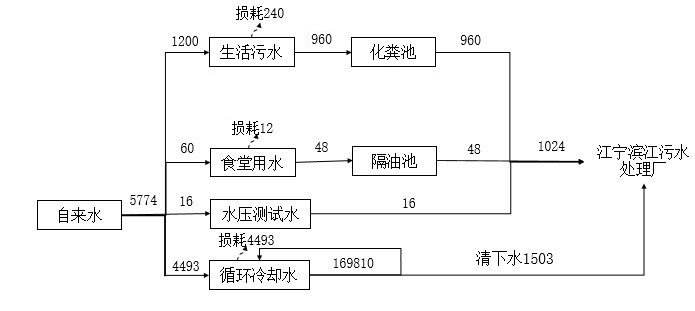 损耗240
1200
生活污水
960
化粪池
960
损耗12
60
食堂用水
48
隔油池
48
1024
江宁滨江污水
处理厂
5774
自来水
16
水压测试水
16
损耗4493
4493
循环冷却水
169810
清下水1503